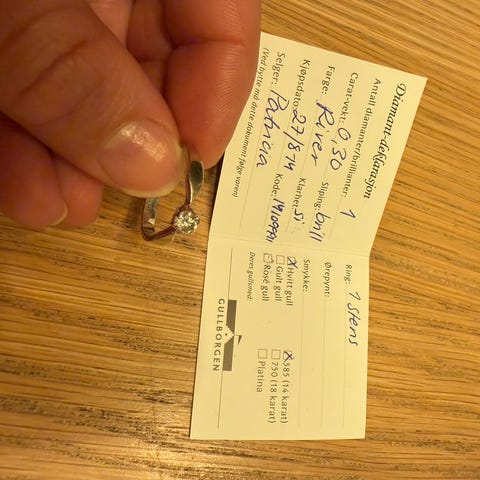 Diamant-deklarasjon
Antall diamanter/brillianter: 1
Carat-vekt: 0,30
Farge: River Sliping: brill
Kjøpsdato: 27/8 14 Klarhet: si
Selger: Patricia Kode:
(Ved bytte må dette dokument følge varen)
Ring: 1 stens
Ørepynt:
Smykke:
x Hvitt gull x 585 (14 karat)
Gult gull 750 (18 karat)
Rosé gull Platina
Deres gullsmed:
GULLBORGEN